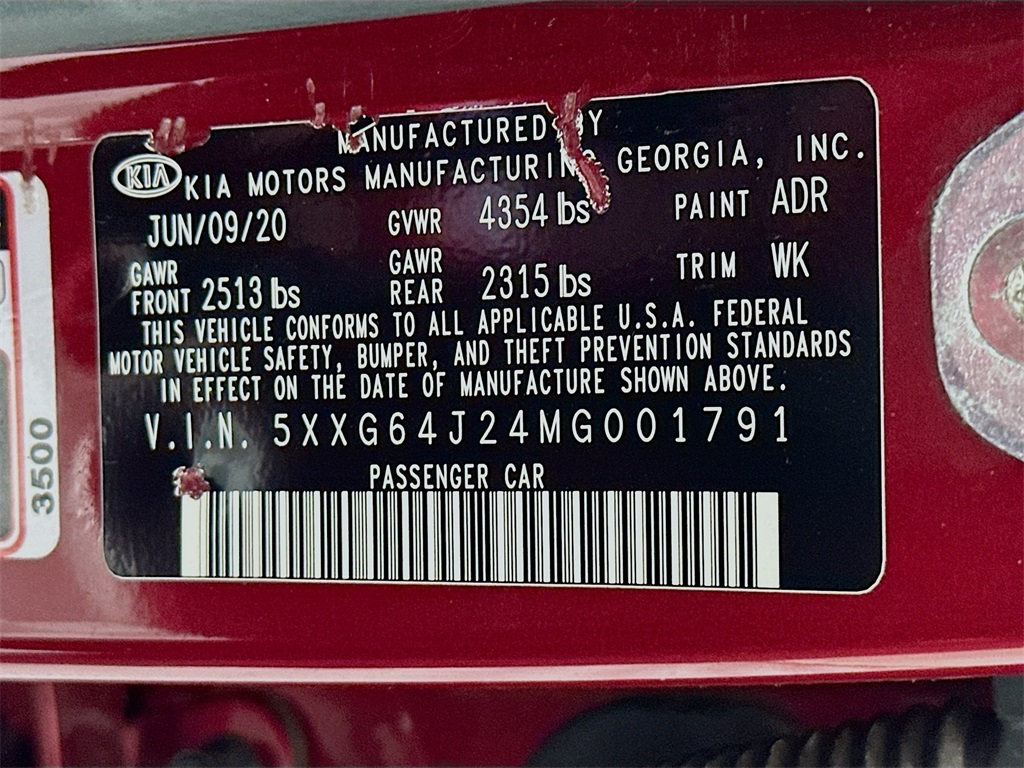 MANUFACTURED BY
KIA KIA MOTORS MANUFACTURING GEORGIA, INC.
JUN/09/20 GVWR 4354 lbs PAINT ADR
GAWR FRONT 2513 lbs GAWR REAR 2315 lbs TRIM WK
THIS VEHICLE CONFORMS TO ALL APPLICABLE U.S.A. FEDERAL
MOTOR VEHICLE SAFETY, BUMPER, AND THEFT PREVENTION STANDARDS
IN EFFECT ON THE DATE OF MANUFACTURE SHOWN ABOVE.
V.I.N. 5XXG64J24MG001791
PASSENGER CAR
3500